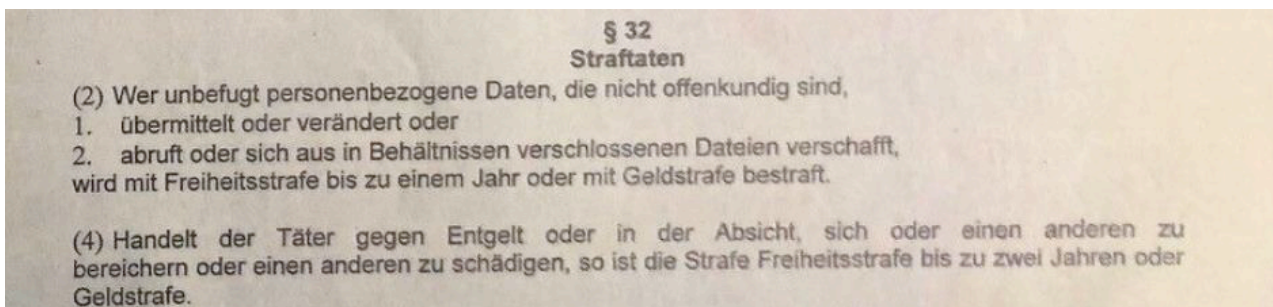 § 32
Straftaten
(2) Wer unbefugt personenbezogene Daten, die nicht offenkundig sind,
1. übermittelt oder verändert oder
2. abruft oder sich aus in Behältnissen verschlossenen Dateien verschafft,
wird mit Freiheitsstrafe bis zu einem Jahr oder mit Geldstrafe bestraft.
(4) Handelt der Täter gegen Entgelt oder in der Absicht, sich oder einen anderen zu
bereichern oder einen anderen zu schädigen, so ist die Strafe Freiheitsstrafe bis zu zwei Jahren oder
Geldstrafe.